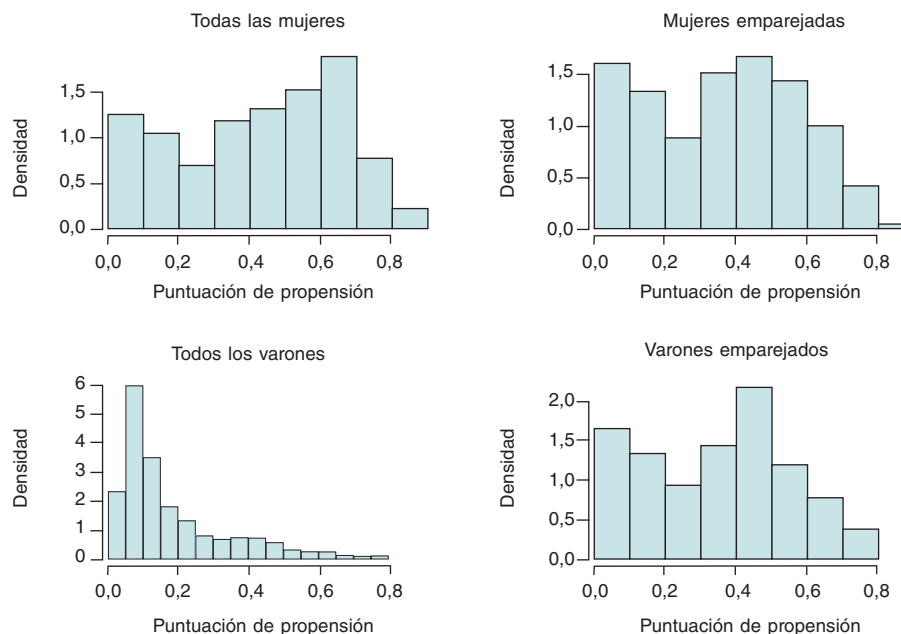 Todas las mujeres
Densidad
1,5
1,0
0,5
0,0
0,0 0,2 0,4 0,6 0,8
Puntuación de propensión
Mujeres emparejadas
Densidad
1,5
1,0
0,5
0,0
0,0 0,2 0,4 0,6 0,8
Puntuación de propensión
Todos los varones
Densidad
6
5
4
3
2
1
0
0,0 0,2 0,4 0,6 0,8
Puntuación de propensión
Varones emparejados
Densidad
2,0
1,5
1,0
0,5
0,0
0,0 0,2 0,4 0,6 0,8
Puntuación de propensión